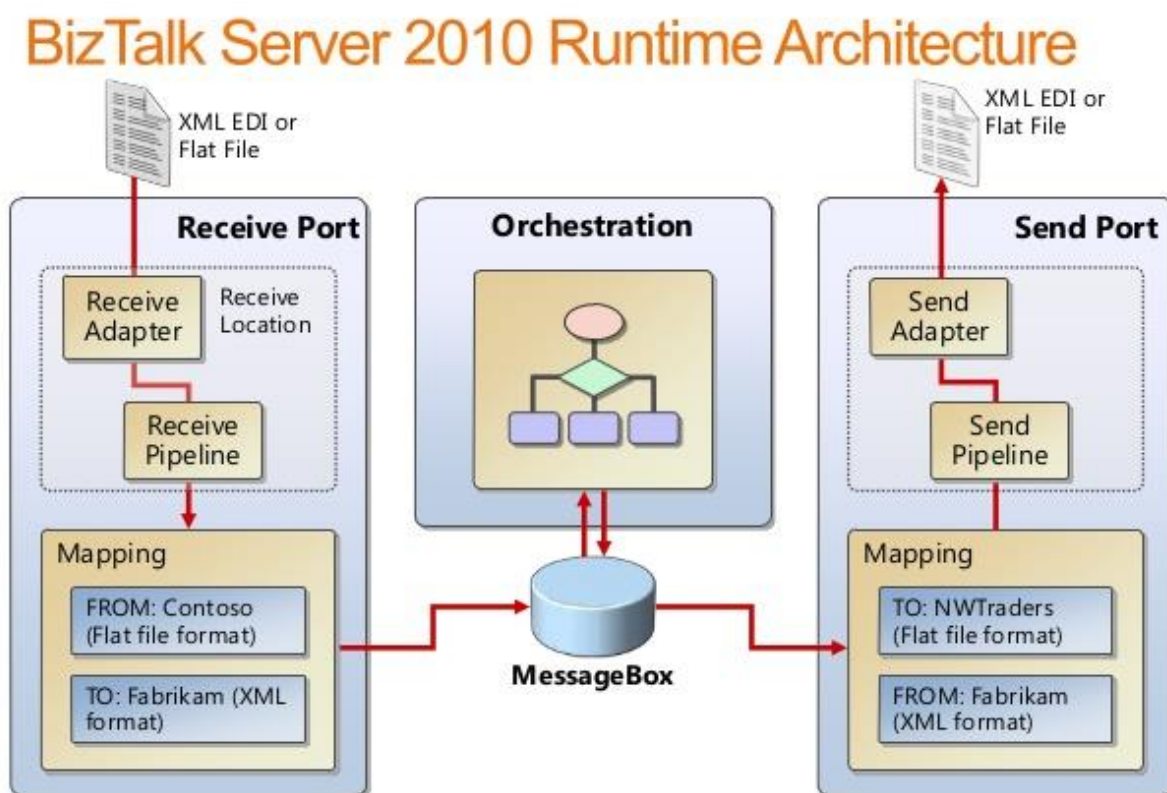 BizTalk Server 2010 Runtime Architecture
XML EDI or
Flat File
Receive Port
Receive
Adapter
Receive
Location
Receive
Pipeline
Mapping
FROM: Contoso
(Flat file format)
TO: Fabrikam (XML
format)
Orchestration
MessageBox
XML EDI or
Flat File
Send Port
Send
Adapter
Send
Pipeline
Mapping
TO: NWTraders
(Flat file format)
FROM: Fabrikam
(XML format)